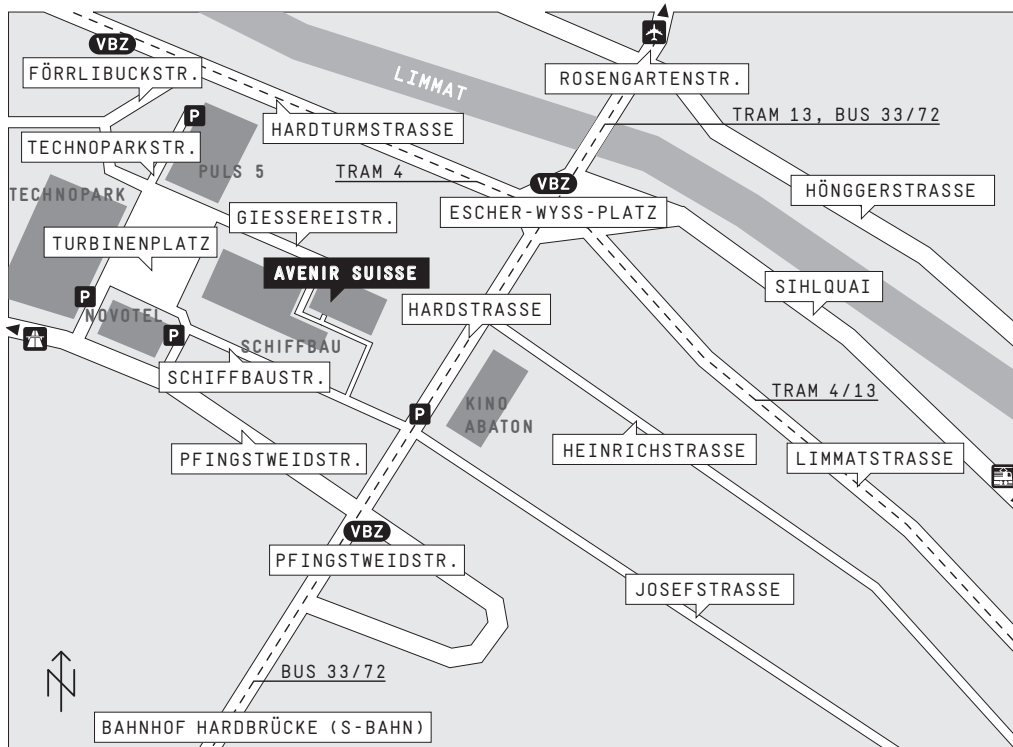 VBZ
FÖRRLIBUCKSTR.
LIMMAT
ROSENGARTENSTR.
P
HARDTURMSTRASSE
TRAM 13, BUS 33/72
TECHNOPARKSTR.
PULS 5
TRAM 4
VBZ
HÖNGGERSTRASSE
TECHNOPARK
GIESSEREISTR.
ESCHER-WYSS-PLATZ
TURBINENPLATZ
AVENIR SUISSE
SIHLQUAI
P
NOVOTEL
HARDSTRASSE
P
SCHIFFBAU
SCHIFFBAUSTR.
TRAM 4/13
KINO
ABATON
P
PFINGSTWEIDSTR.
HEINRICHSTRASSE
LIMMATSTRASSE
VBZ
PFINGSTWEIDSTR.
JOSEFSTRASSE
N
BUS 33/72
BAHNHOF HARDBRÜCKE (S-BAHN)